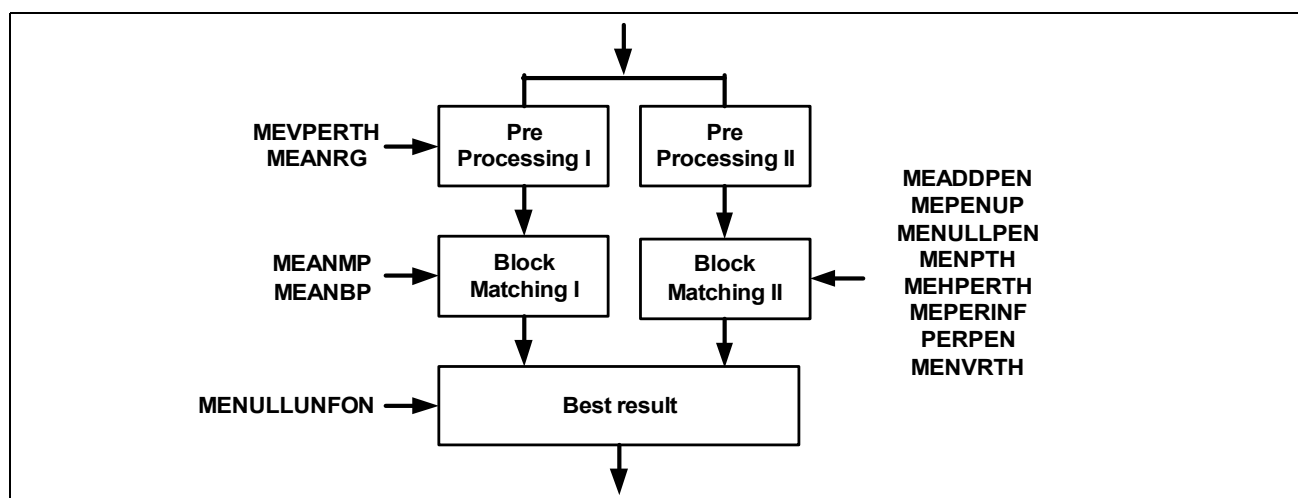 MEVPERTH
MEANRG
Pre
Processing I
Pre
Processing II
MEANMP
MEANBP
Block
Matching I
Block
Matching II
MEADDPEN
MEPENUP
MENULLPEN
MENPTH
MEHPERTH
MEPERINF
PERPEN
MENVRTH
MENULLUNFON
Best result